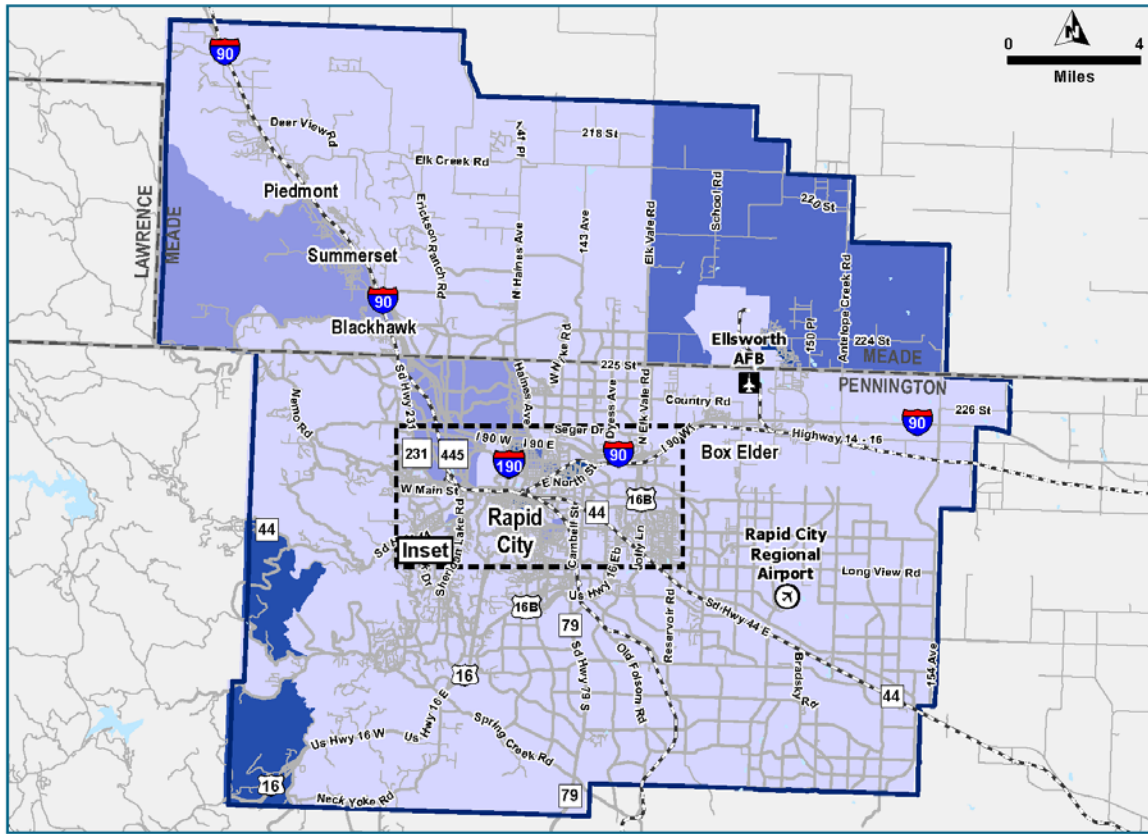 N
0 4
Miles
90
Deer View Rd
Piedmont
Elk Creek Rd
218 St
Erickson Ranch Rd
N Haines Ave
143 Ave
Elk Vale Rd
School Rd
220 St
Antelope Creek Rd
LAWRENCE
MEADE
Summerset
90
Blackhawk
Ellsworth
AFB
150 Pl
224 St
MEADE
PENNINGTON
225 St
Haines Ave
Dyess Ave
N Elk Vale Rd
Country Rd
226 St
90
Highway 14 - 16
Nemo Rd
Sd Hwy 231
Seger Dr
I 90 W
I 90 E
I 90 W1
231
445
190
90
Box Elder
W Main St
E North St
16B
44
44
Rapid
City
Inset
Sheridan Lake Rd
Cambell St
Jolly Ln
Rapid City
Regional
Airport
Long View Rd
16B
Us Hwy 16 Eb
79
Reservoir Rd
Sd Hwy 44 E
Old Folsom Rd
Sd Hwy 79 S
Bradsky Rd
154 Ave
44
16
Us Hwy 16 E
Us Hwy 16 W
Spring Creek Rd
16
Neck Yoke Rd
79